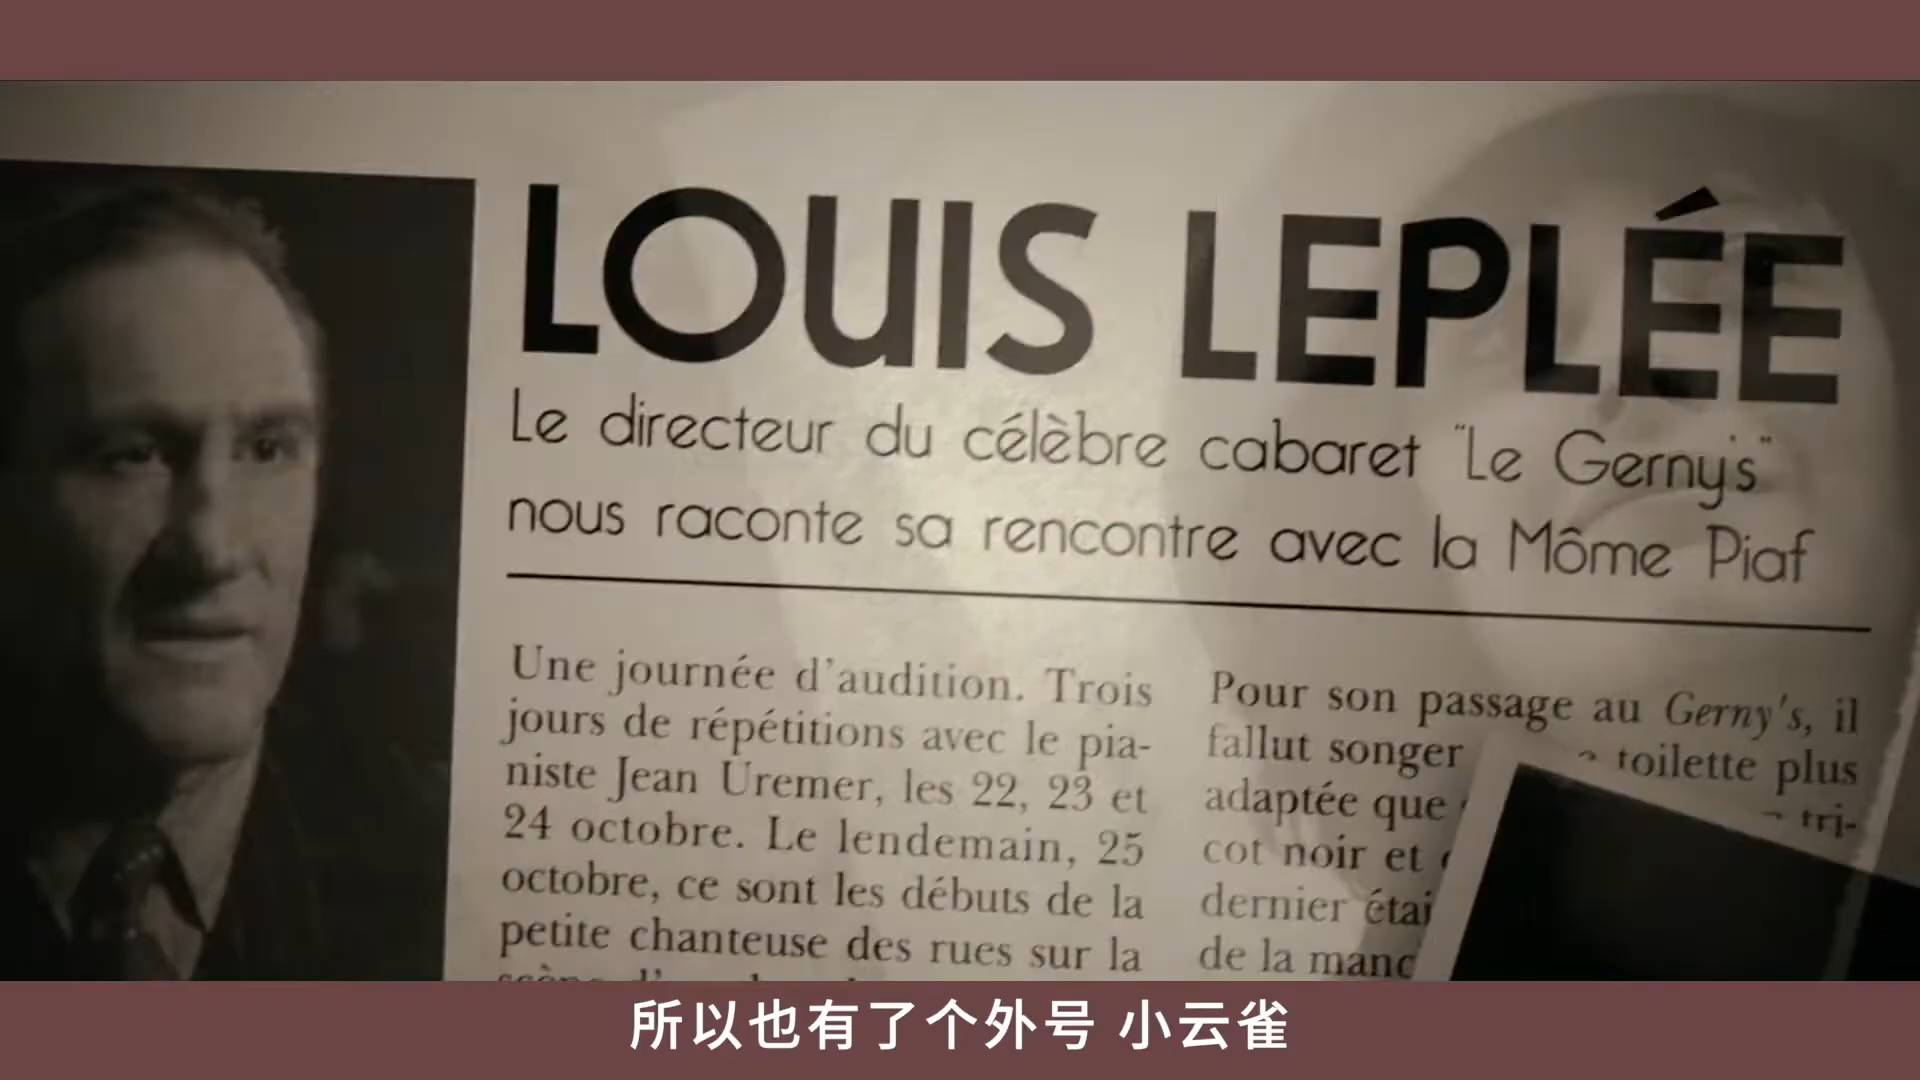 LOUIS LEPLÉE
Le directeur du célèbre cabaret "Le Gerny's"
nous raconte sa rencontre avec la Môme Piaf
Une journée d'audition. Trois
jours de répétitions avec le pia-
niste Jean Uremer, les 22, 23 et
24 octobre. Le lendemain, 25
octobre, ce sont les débuts de la
petite chanteuse des rues sur la
Pour son passage au Gerny's, il
fallut songer toilette plus
adaptée que tri-
cot noir et
dernier étai
de la manc
所以也有了个外号 小云雀